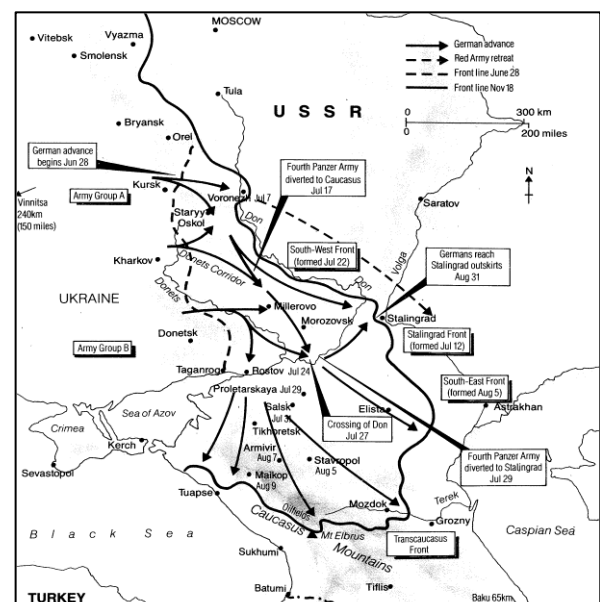 MOSCOW
Vitebsk
Vyazma
Smolensk
German advance
Red Army retreat
Front line June 28
Front line Nov 18
Tula
USSR
0 300 km
0 200 miles
Bryansk
Orel
N
German advance
begins Jun 28
Fourth Panzer Army
diverted to Caucasus
Jul 17
Kursk
Army Group A
Voronezh Jul 7
Vinnitsa
240km
(150 miles)
Staryy
Oskol
Don
Saratov
South-West Front
(formed Jul 22)
Volga
Germans reach
Stalingrad outskirts
Aug 31
Kharkov
Donets Corridor
Don
Donets
UKRAINE
Millerovo
Morozovsk
Stalingrad
Stalingrad Front
(formed Jul 12)
Donetsk
Army Group B
Taganrog
Rostov Jul 24
South-East Front
(formed Aug 5)
Proletarskaya Jul 29
Sea of Azov
Salsk
Jul 31
Elista
Astrakhan
Crimea
Tikhoretsk
Crossing of Don
Jul 27
Kerch
Armivir
Aug 7
Stavropol
Aug 5
Fourth Panzer Army
diverted to Stalingrad
Jul 29
Sevastopol
Maikop
Aug 9
Tuapse
Oilfields
Mozdok
Terek
Grozny
Caucasus
Mountains
Black Sea
Mt Elbrus
Transcaucasus
Front
Caspian Sea
Sukhumi
TURKEY
Batumi
Tiflis
Baku 65km